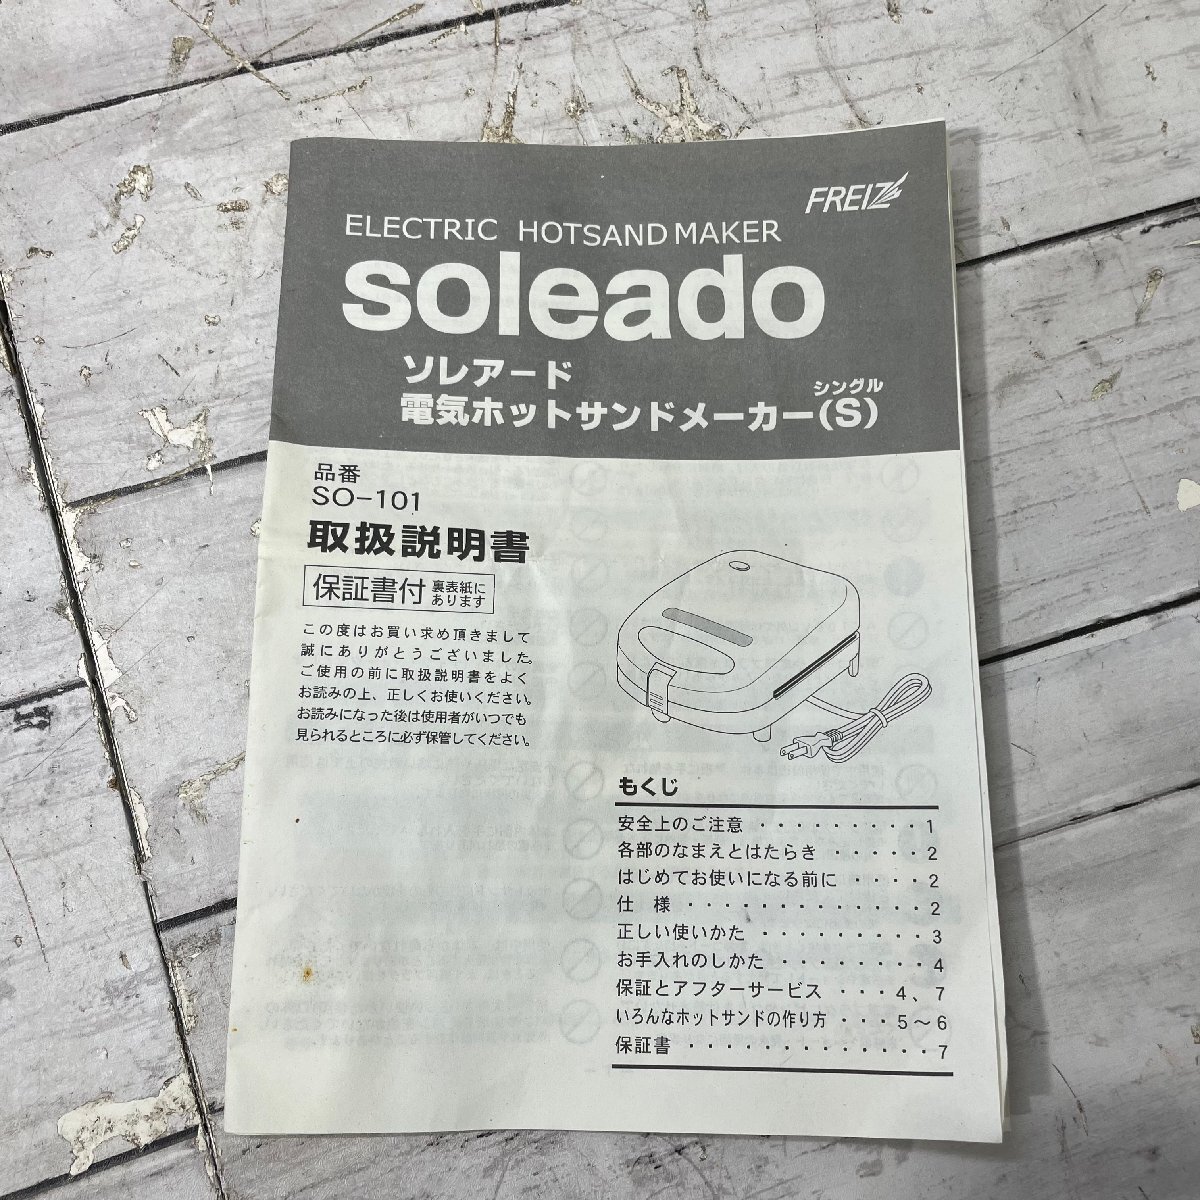 FREIZ
ELECTRIC HOTSAND MAKER
soleado
ソレアード
シングル
電気ホットサンドメーカー(S)
品番
SO-101
取扱説明書
保証書付 裏表紙に
あります
この度はお買い求め頂きまして
誠にありがとうございました。
ご使用の前に取扱説明書をよく
お読みの上、正しくお使いください。
お読みになった後は使用者がいつでも
見られるところに必ず保管してください。
もくじ
安全上のご注意 ・・・・・・・・・ 1
各部のなまえとはたらき ・・・・・ 2
はじめてお使いになる前に ・・・・ 2
仕 様 ・・・・・・・・・・・・・ 2
正しい使いかた ・・・・・・・・・ 3
お手入れのしかた ・・・・・・・・ 4
保証とアフターサービス ・・・ 4、7
いろんなホットサンドの作り方 ・・・ 5〜6
保証書 ・・・・・・・・・・・・・ 7